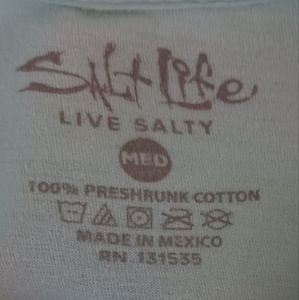 Salt Life
LIVE SALTY
MED
100% PRESHRUNK COTTON
MADE IN MEXICO
RN 131535